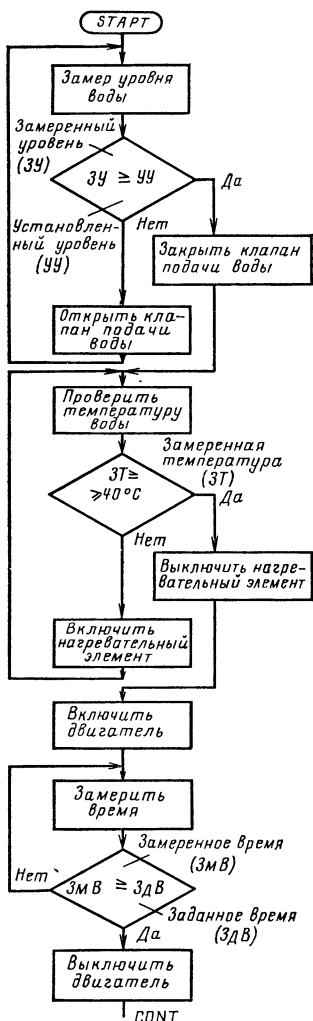 START
Замер уровня
воды
Замеренный
уровень
(ЗУ)
ЗУ ≥ УУ
Да
Установлен-
ный уровень
(УУ)
Нет
Закрыть клапан
подачи воды
Открыть кла-
пан подачи
воды
Проверить
температуру
воды
Замеренная
температура
(ЗТ)
ЗТ≥
≥40°С
Да
Нет
Выключить нагре-
вательный элемент
Включить
нагревательный
элемент
Включить
двигатель
Замерить
время
Замеренное время
(ЗмВ)
Нет
ЗмВ ≥ ЗдВ
Заданное время
(ЗдВ)
Да
Выключить
двигатель
CONT